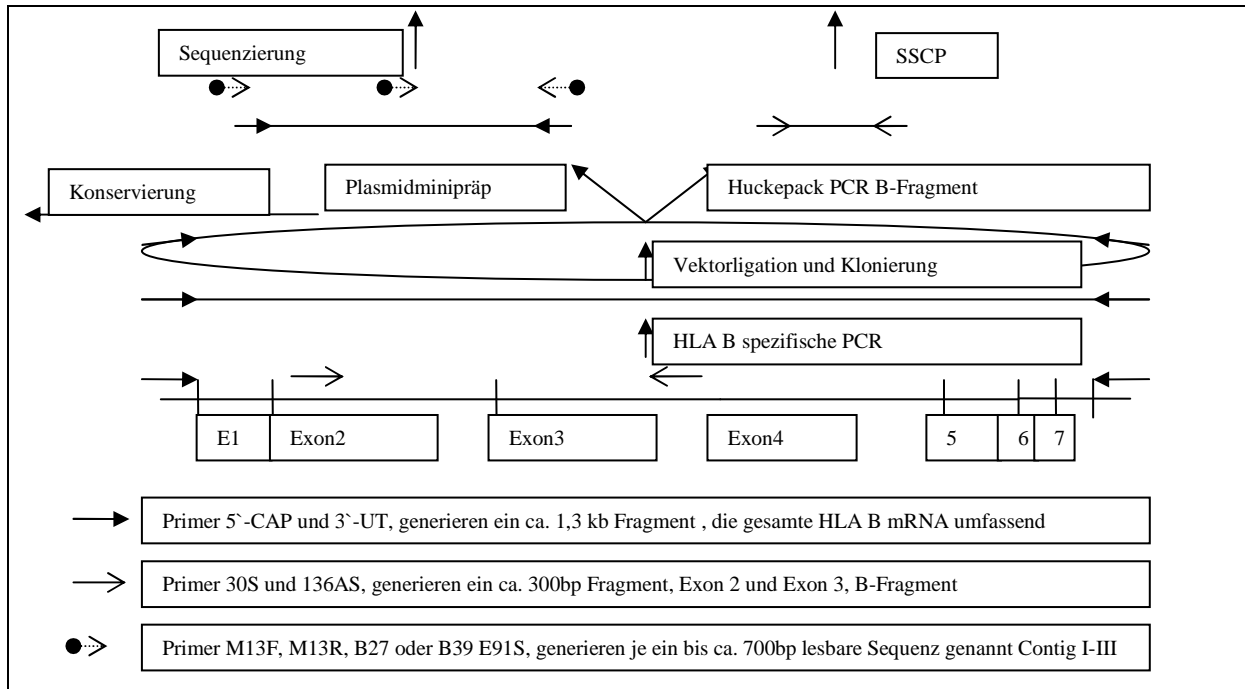 Sequenzierung
SSCP
Konservierung
Plasmidminipräp
Huckepack PCR B-Fragment
Vektorligation und Klonierung
HLA B spezifische PCR
E1
Exon2
Exon3
Exon4
5
6
7
Primer 5`-CAP und 3`-UT, generieren ein ca. 1,3 kb Fragment , die gesamte HLA B mRNA umfassend
Primer 30S und 136AS, generieren ein ca. 300bp Fragment, Exon 2 und Exon 3, B-Fragment
Primer M13F, M13R, B27 oder B39 E91S, generieren je ein bis ca. 700bp lesbare Sequenz genannt Contig I-III